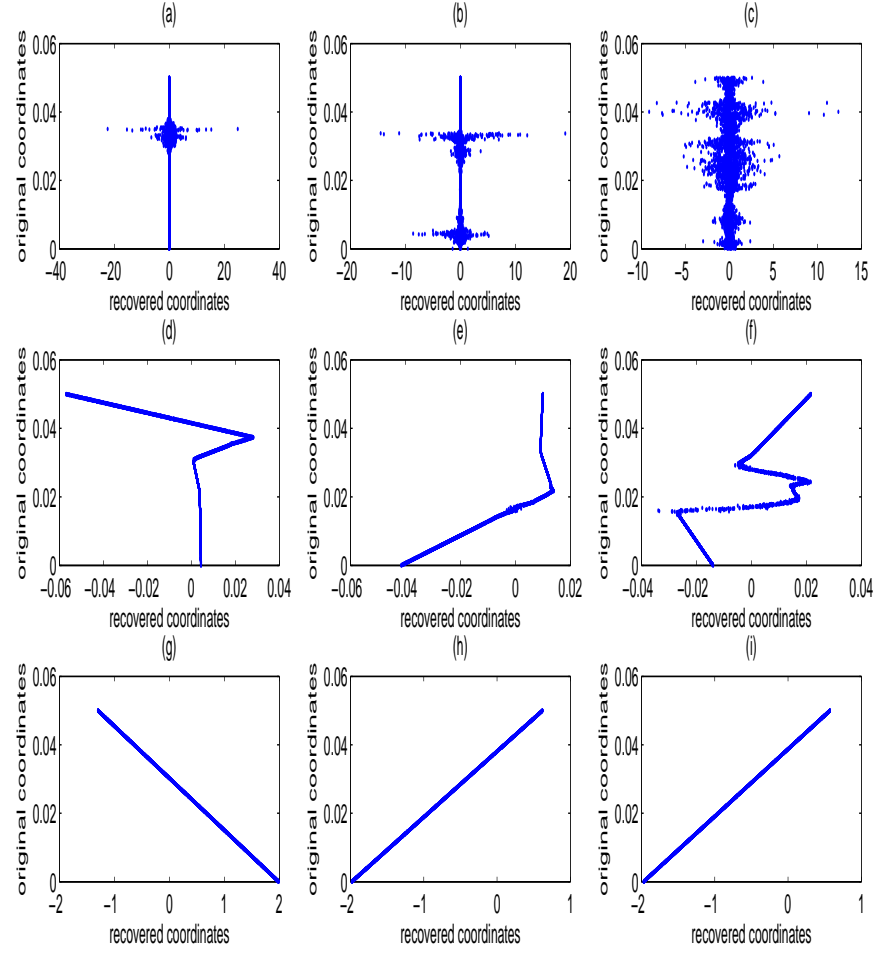 (a) (b) (c)
original coordinates 0.06 0.04 0.02 0 original coordinates 0.06 0.04 0.02 0 original coordinates 0.06 0.04 0.02 0
−40 −20 0 20 40 −20 −10 0 10 20 −10 −5 0 5 10 15
recovered coordinates recovered coordinates recovered coordinates
(d) (e) (f)
original coordinates 0.06 0.04 0.02 0 original coordinates 0.06 0.04 0.02 0 original coordinates 0.06 0.04 0.02 0
−0.06 −0.04 −0.02 0 0.02 0.04 −0.06 −0.04 −0.02 0 0.02 −0.04 −0.02 0 0.02 0.04
recovered coordinates recovered coordinates recovered coordinates
(g) (h) (i)
original coordinates 0.06 0.04 0.02 0 original coordinates 0.06 0.04 0.02 0 original coordinates 0.06 0.04 0.02 0
−2 −1 0 1 2 −2 −1 0 1 −2 −1 0 1
recovered coordinates recovered coordinates recovered coordinates